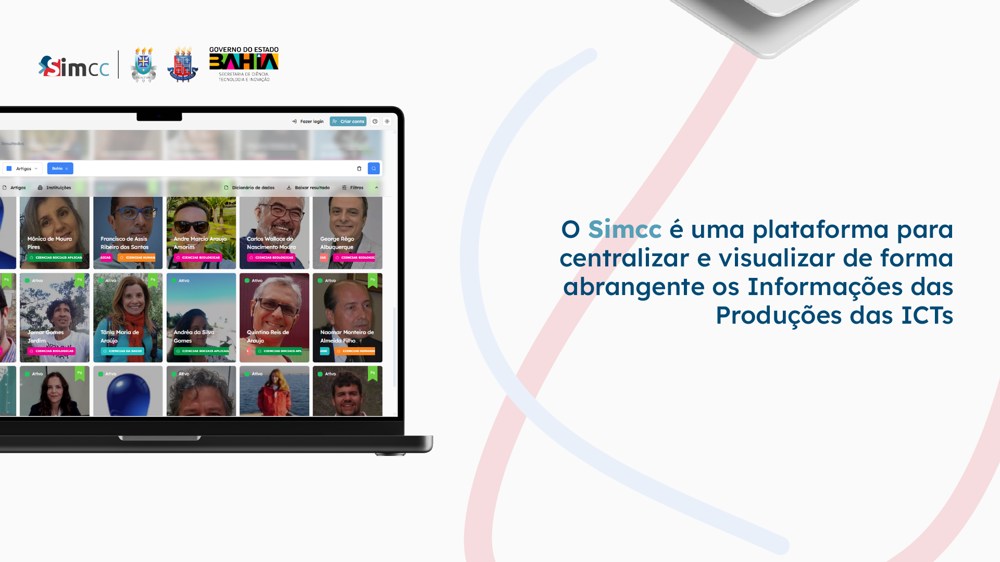 Simcc
GOVERNO DO ESTADO
BAHIA
SECRETARIA DE CIÊNCIA,
TECNOLOGIA E INOVAÇÃO
Fazer login
Criar conta
Resultados
Artigos
Bahia
Artigos
Instituições
Dicionário de dados
Baixar resultado
Filtros
Mônica de Moura
Pires
CIENCIAS SOCIAIS APLICAD
Francisco de Assis
Ribeiro dos Santos
GICAS
CIENCIAS HUMAN
Andre Marcio Araujo
Amorim
CIENCIAS BIOLOGICAS
Carlos Wallace do
Nascimento Moura
CIENCIAS BIOLOGICAS
George Rêgo
Albuquerque
IAS
CIENCIAS BIOLOGIC
Pq
Ativo
Pq
Jomar Gomes
Jardim
CIENCIAS BIOLOGICAS
Ativo
Pq
Tânia Maria de
Araújo
CIENCIAS DA SAUDE
Ativo
Andréa da Silva
Gomes
CIENCIAS SOCIAIS APLICAD
Ativo
Quintino Reis de
Araujo
CIENCIAS SOCIAIS APL
Ativo
Pq
Naomar Monteiro de
Almeida Filho
UDE
CIENCIAS HUMANAS
Ativo
Pq
Ativo
Ativo
Ativo
Ativo
Pq
O Simcc é uma plataforma para
centralizar e visualizar de forma
abrangente os Informações das
Produções das ICTs